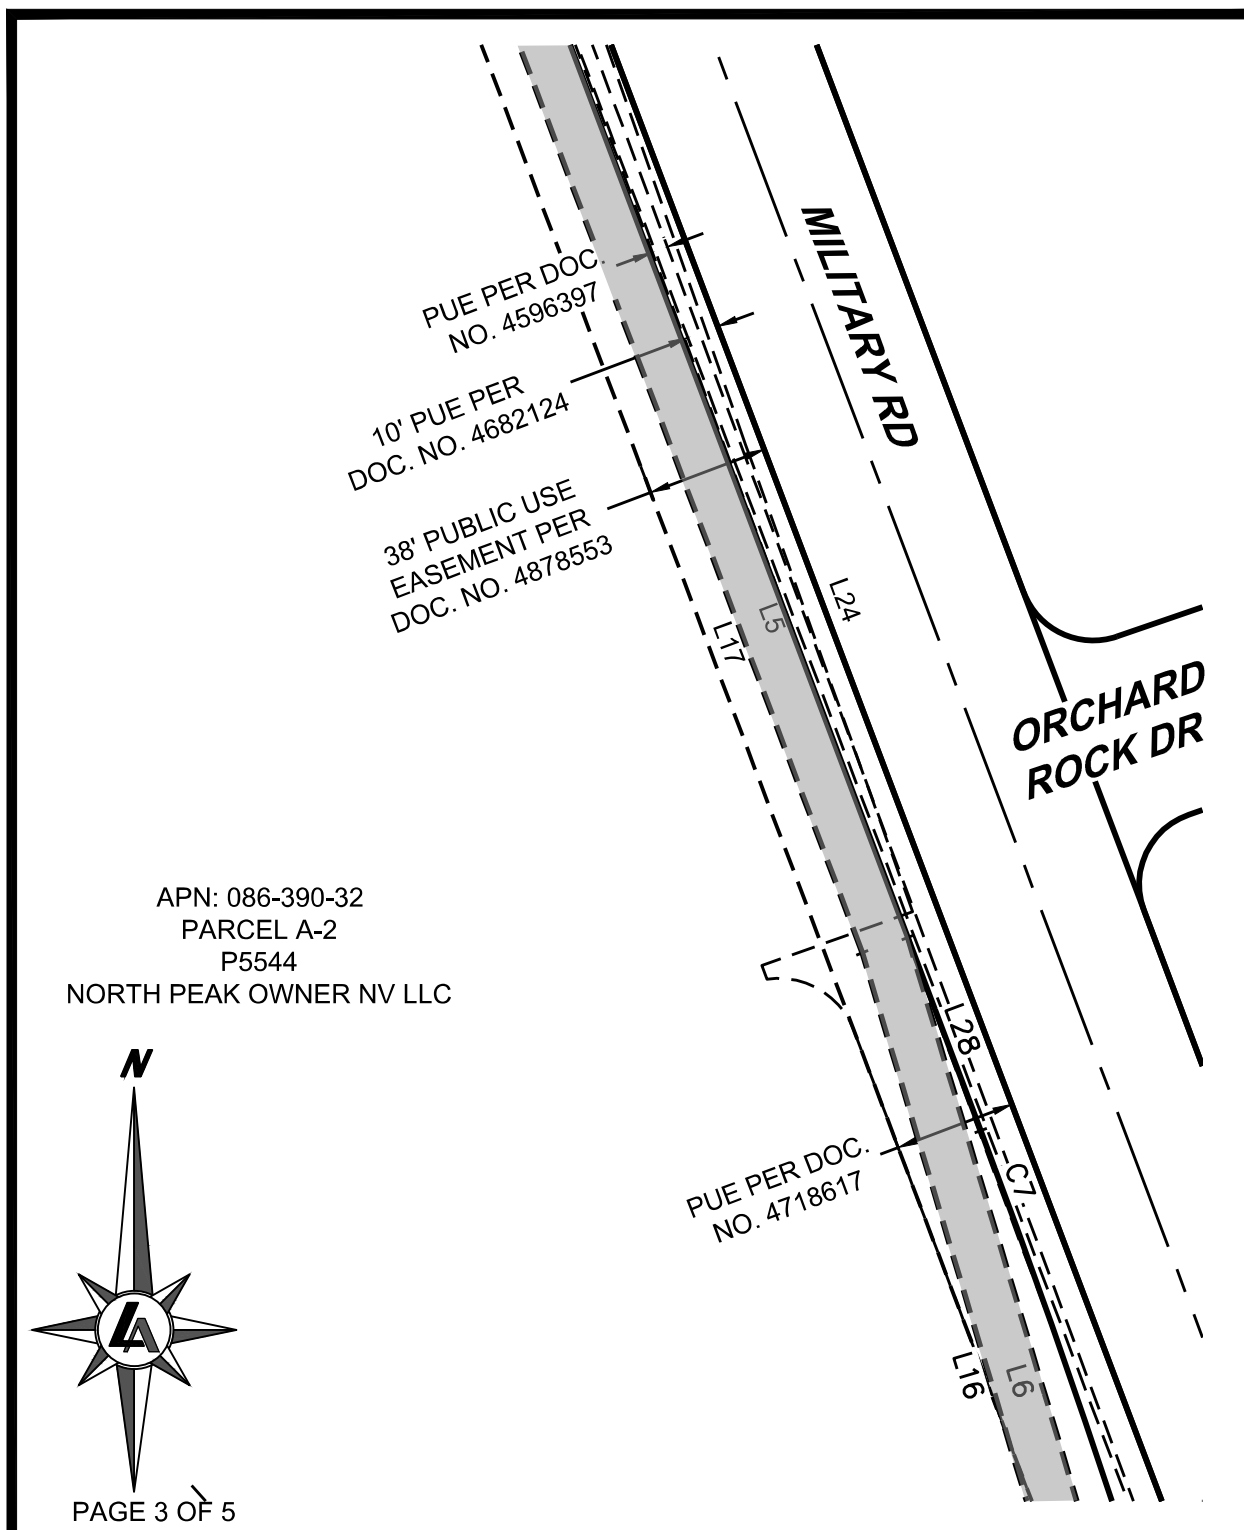 MILITARY RD
PUE PER DOC.
NO. 4596397
10' PUE PER
DOC. NO. 4682124
38' PUBLIC USE
EASEMENT PER
DOC. NO. 4878553
L24
L5
L17
ORCHARD
ROCK DR
APN: 086-390-32
PARCEL A-2
P5544
NORTH PEAK OWNER NV LLC
L28
N
PUE PER DOC.
NO. 4718617
C7
LA
L16
L6
PAGE 3 OF 5